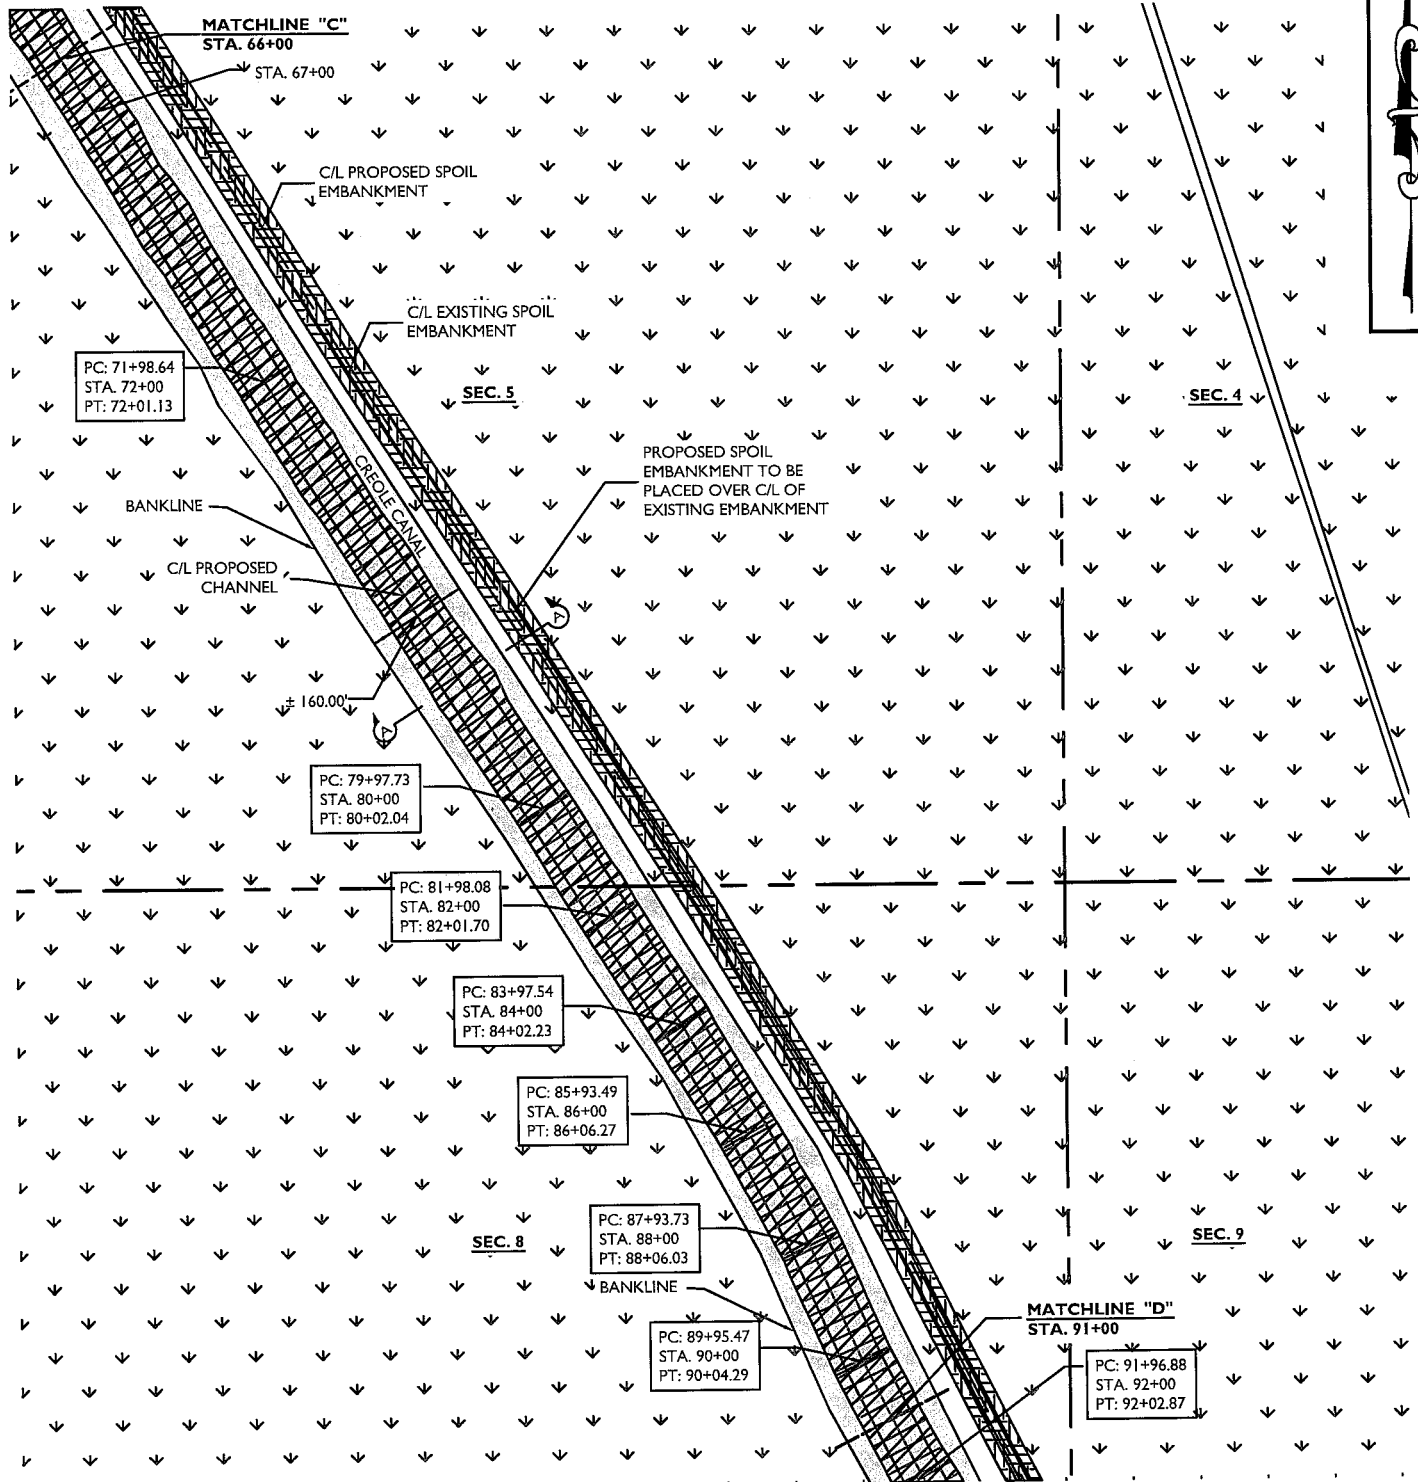 MATCHLINE "C"
STA. 66+00
STA. 67+00
C/L PROPOSED SPOIL
EMBANKMENT
C/L EXISTING SPOIL
EMBANKMENT
PC: 71+98.64
STA. 72+00
PT: 72+01.13
SEC. 5
SEC. 4
PROPOSED SPOIL
EMBANKMENT TO BE
PLACED OVER C/L OF
EXISTING EMBANKMENT
CREOLE CANAL
BANKLINE
C/L PROPOSED
CHANNEL
A
± 160.00'
A
PC: 79+97.73
STA. 80+00
PT: 80+02.04
PC: 81+98.08
STA. 82+00
PT: 82+01.70
PC: 83+97.54
STA. 84+00
PT: 84+02.23
PC: 85+93.49
STA. 86+00
PT: 86+06.27
PC: 87+93.73
STA. 88+00
PT: 88+06.03
SEC. 8
SEC. 9
BANKLINE
MATCHLINE "D"
STA. 91+00
PC: 89+95.47
STA. 90+00
PT: 90+04.29
PC: 91+96.88
STA. 92+00
PT: 92+02.87